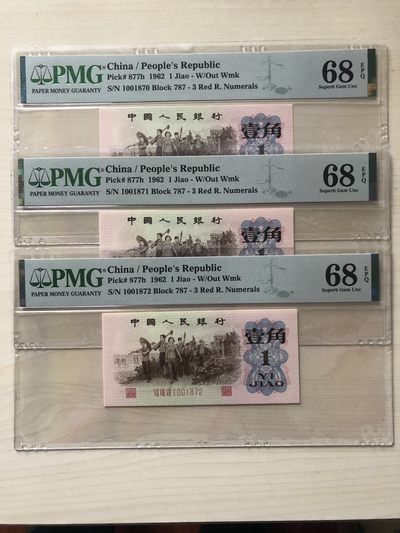 PMG
PAPER MONEY GUARANTY
China / People's Republic
Pick# 877h 1962 1 Jiao - W/Out Wmk
S/N 1001870 Block 787 - 3 Red R. Numerals
68 EPQ
Superb Gem Unc
中國人民銀行
壹角
1
PMG
PAPER MONEY GUARANTY
China / People's Republic
Pick# 877h 1962 1 Jiao - W/Out Wmk
S/N 1001871 Block 787 - 3 Red R. Numerals
68 EPQ
Superb Gem Unc
中國人民銀行
壹角
1
PMG
PAPER MONEY GUARANTY
China / People's Republic
Pick# 877h 1962 1 Jiao - W/Out Wmk
S/N 1001872 Block 787 - 3 Red R. Numerals
68 EPQ
Superb Gem Unc
中國人民銀行
壹角
1
YI
JIAO
1001872